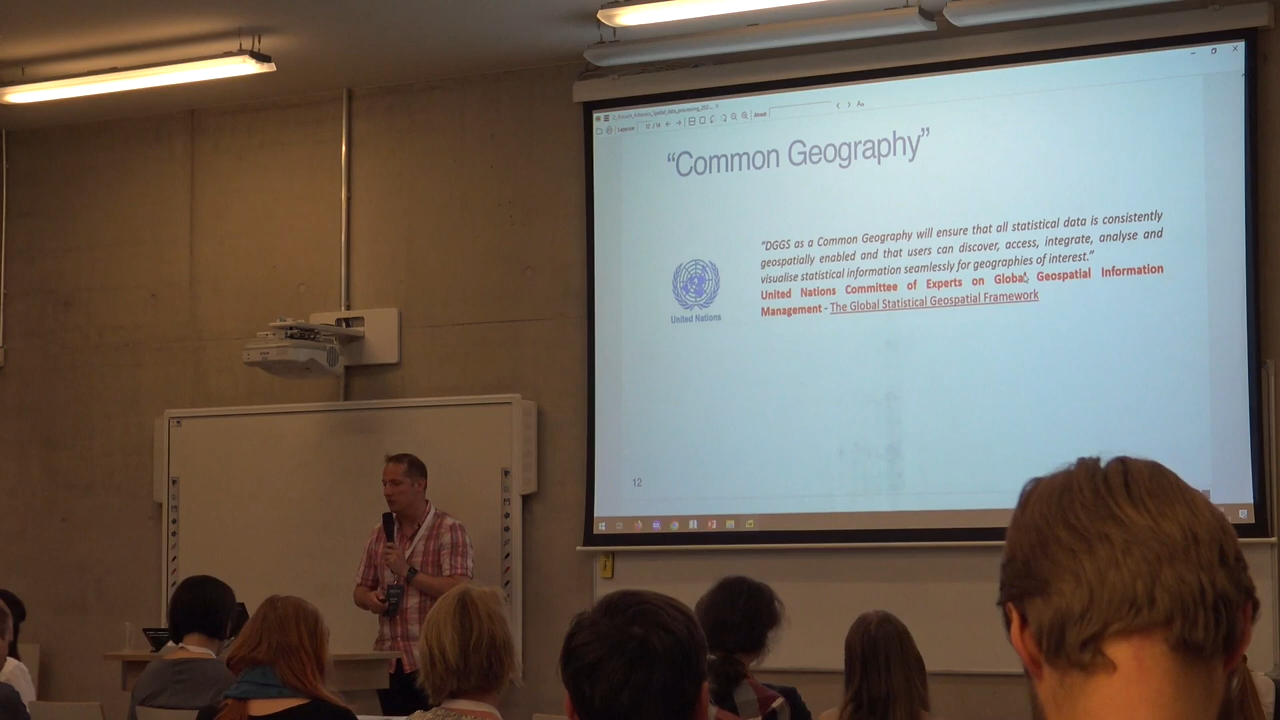 “Common Geography”
“DGGS as a Common Geography will ensure that all statistical data is consistently
geospatially enabled and that users can discover, access, integrate, analyse and
visualise statistical information seamlessly for geographies of interest.”
United Nations Committee of Experts on Global Geospatial Information
Management - The Global Statistical Geospatial Framework
United Nations
12